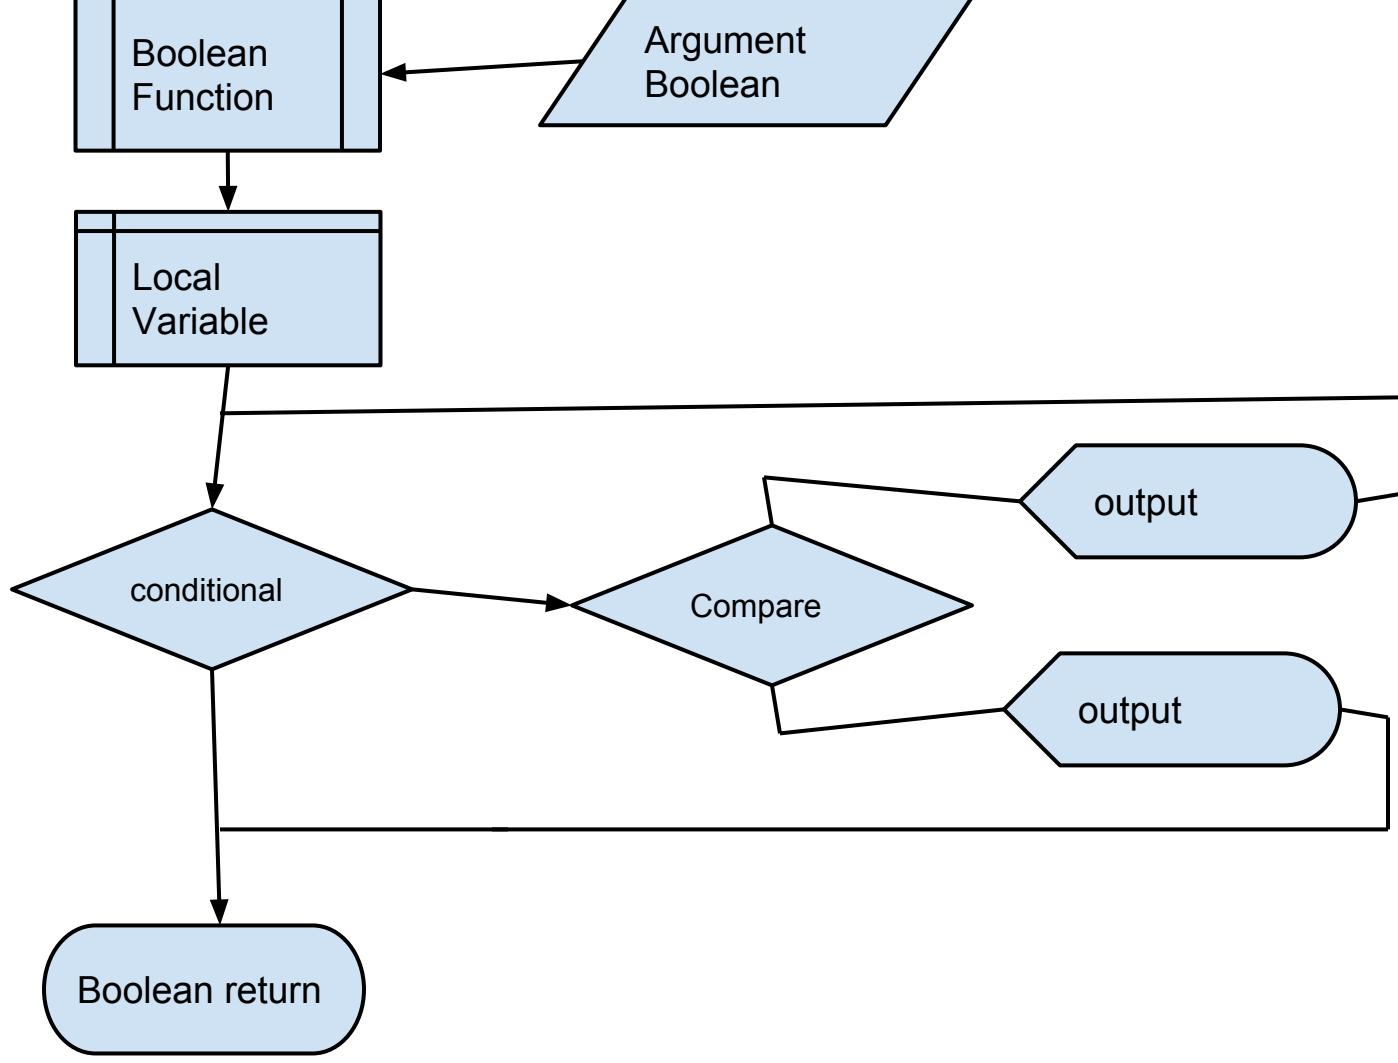 Boolean
Function
Argument
Boolean
Local
Variable
output
conditional
Compare
output
Boolean return